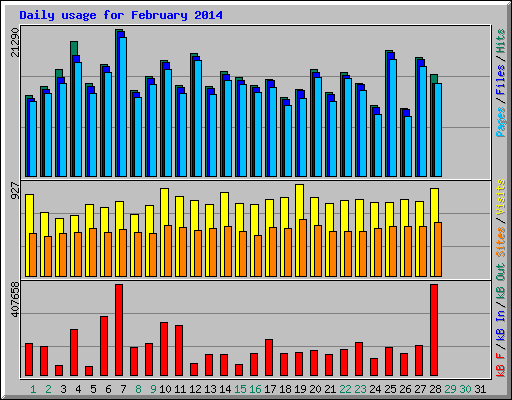 Daily usage for February 2014
21290
Pages / Files / Hits
927
Sites / Visits
407658
kB F / kB In / kB Out
1 2 3 4 5 6 7 8 9 10 11 12 13 14 15 16 17 18 19 20 21 22 23 24 25 26 27 28 29 30 31